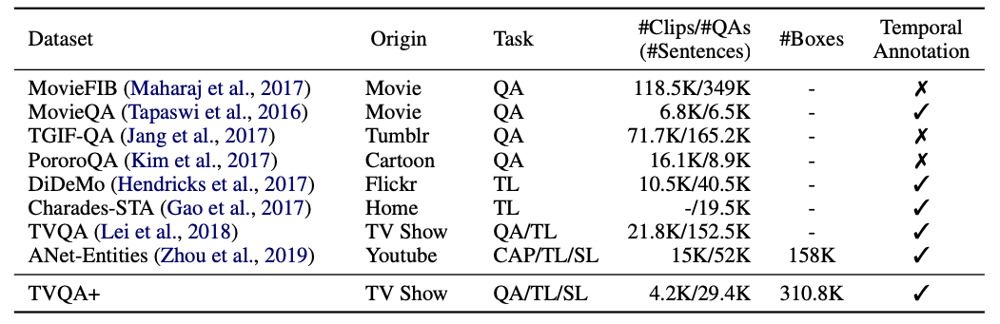 Dataset Origin Task #Clips/#QAs (#Sentences) #Boxes Temporal Annotation
MovieFIB (Maharaj et al., 2017) Movie QA 118.5K/349K - ✗
MovieQA (Tapaswi et al., 2016) Movie QA 6.8K/6.5K - ✓
TGIF-QA (Jang et al., 2017) Tumblr QA 71.7K/165.2K - ✗
PororoQA (Kim et al., 2017) Cartoon QA 16.1K/8.9K - ✗
DiDeMo (Hendricks et al., 2017) Flickr TL 10.5K/40.5K - ✓
Charades-STA (Gao et al., 2017) Home TL -/19.5K - ✓
TVQA (Lei et al., 2018) TV Show QA/TL 21.8K/152.5K - ✓
ANet-Entities (Zhou et al., 2019) Youtube CAP/TL/SL 15K/52K 158K ✓
TVQA+ TV Show QA/TL/SL 4.2K/29.4K 310.8K ✓